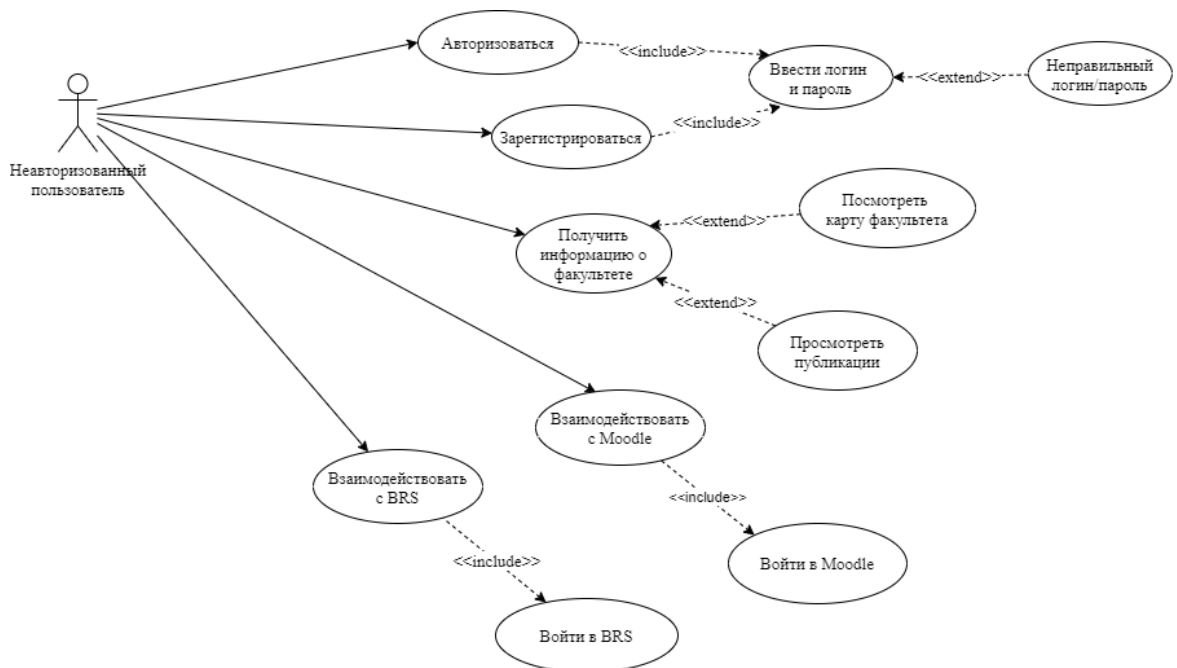 Авторизоваться
<<include>>
Ввести логин
и пароль
<<extend>>
Неправильный
логин/пароль
Зарегистрироваться
<<include>>
Неавторизованный
пользователь
Получить
информацию о
факультете
<<extend>>
Посмотреть
карту факультета
<<extend>>
Просмотреть
публикации
Взаимодействовать
с Moodle
<<include>>
Войти в Moodle
Взаимодействовать
с BRS
<<include>>
Войти в BRS